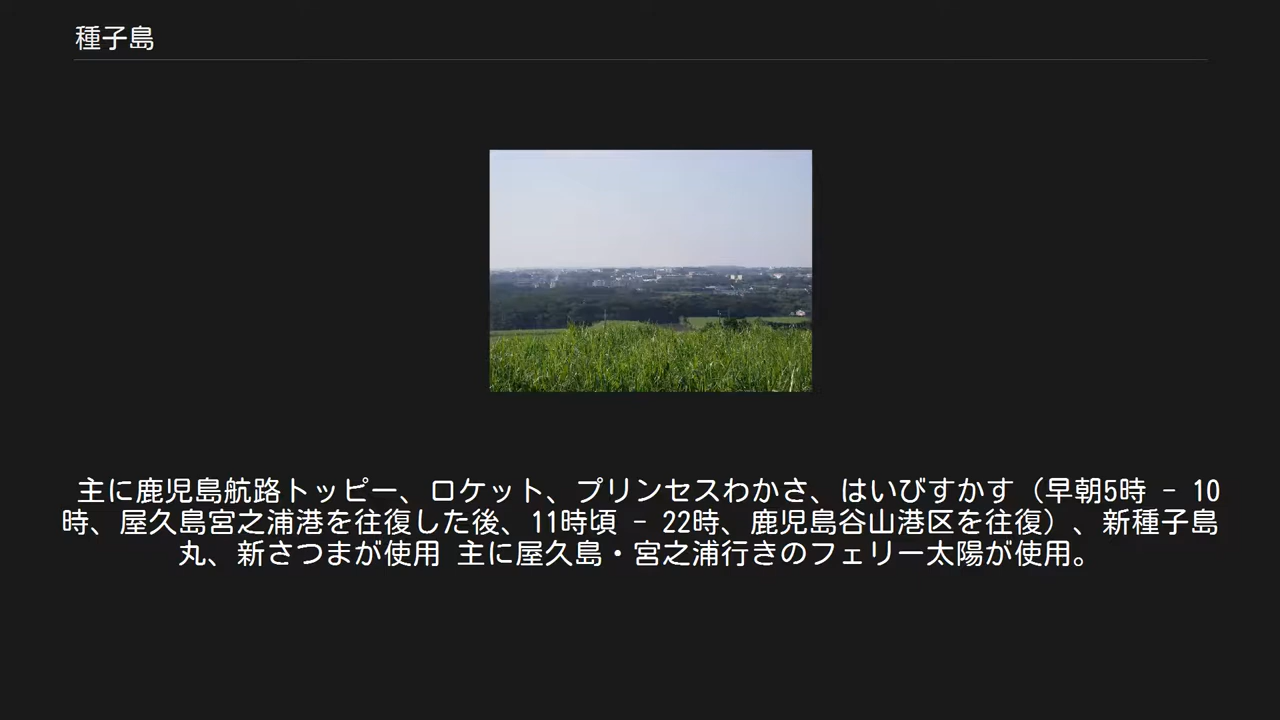 種子島
主に鹿児島航路トッピー、ロケット、プリンセスわかさ、はいびすかす（早朝5時 − 10
時、屋久島宮之浦港を往復した後、11時頃 − 22時、鹿児島谷山港区を往復）、新種子島
丸、新さつまが使用 主に屋久島・宮之浦行きのフェリー太陽が使用。